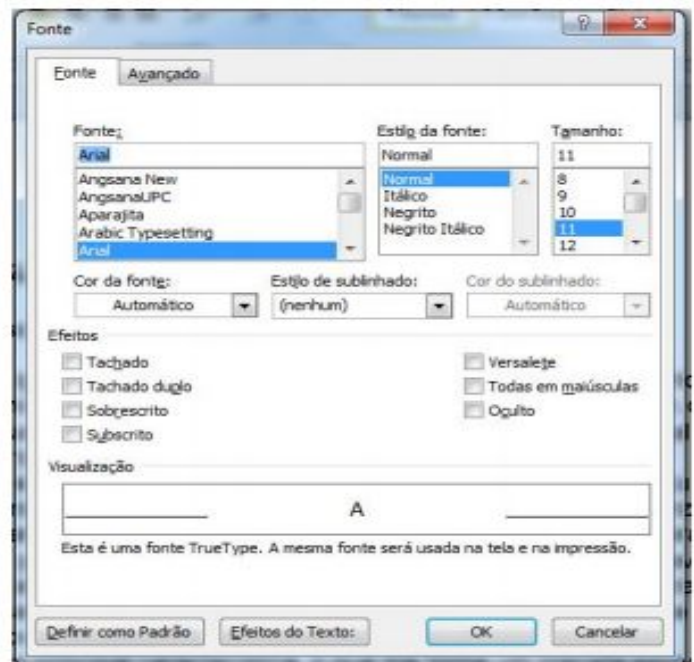 Fonte
Fonte Avançado
Fonte: Estilo da fonte: Tamanho:
Arial Normal 11
Angsana New Normal 8
AngsanaUPC Itálico 9
Aparajita Negrito 10
Arabic Typesetting Negrito Itálico 11
Arial 12
Cor da fonte: Estilo de sublinhado: Cor do sublinhado:
Automático (nenhum) Automático
Efeitos
Tachado Versalete
Tachado duplo Todas em maiúsculas
Sobrescrito Oculto
Subscrito
Visualização
A
Esta é uma fonte TrueType. A mesma fonte será usada na tela e na impressão.
Definir como Padrão Efeitos do Texto: OK Cancelar